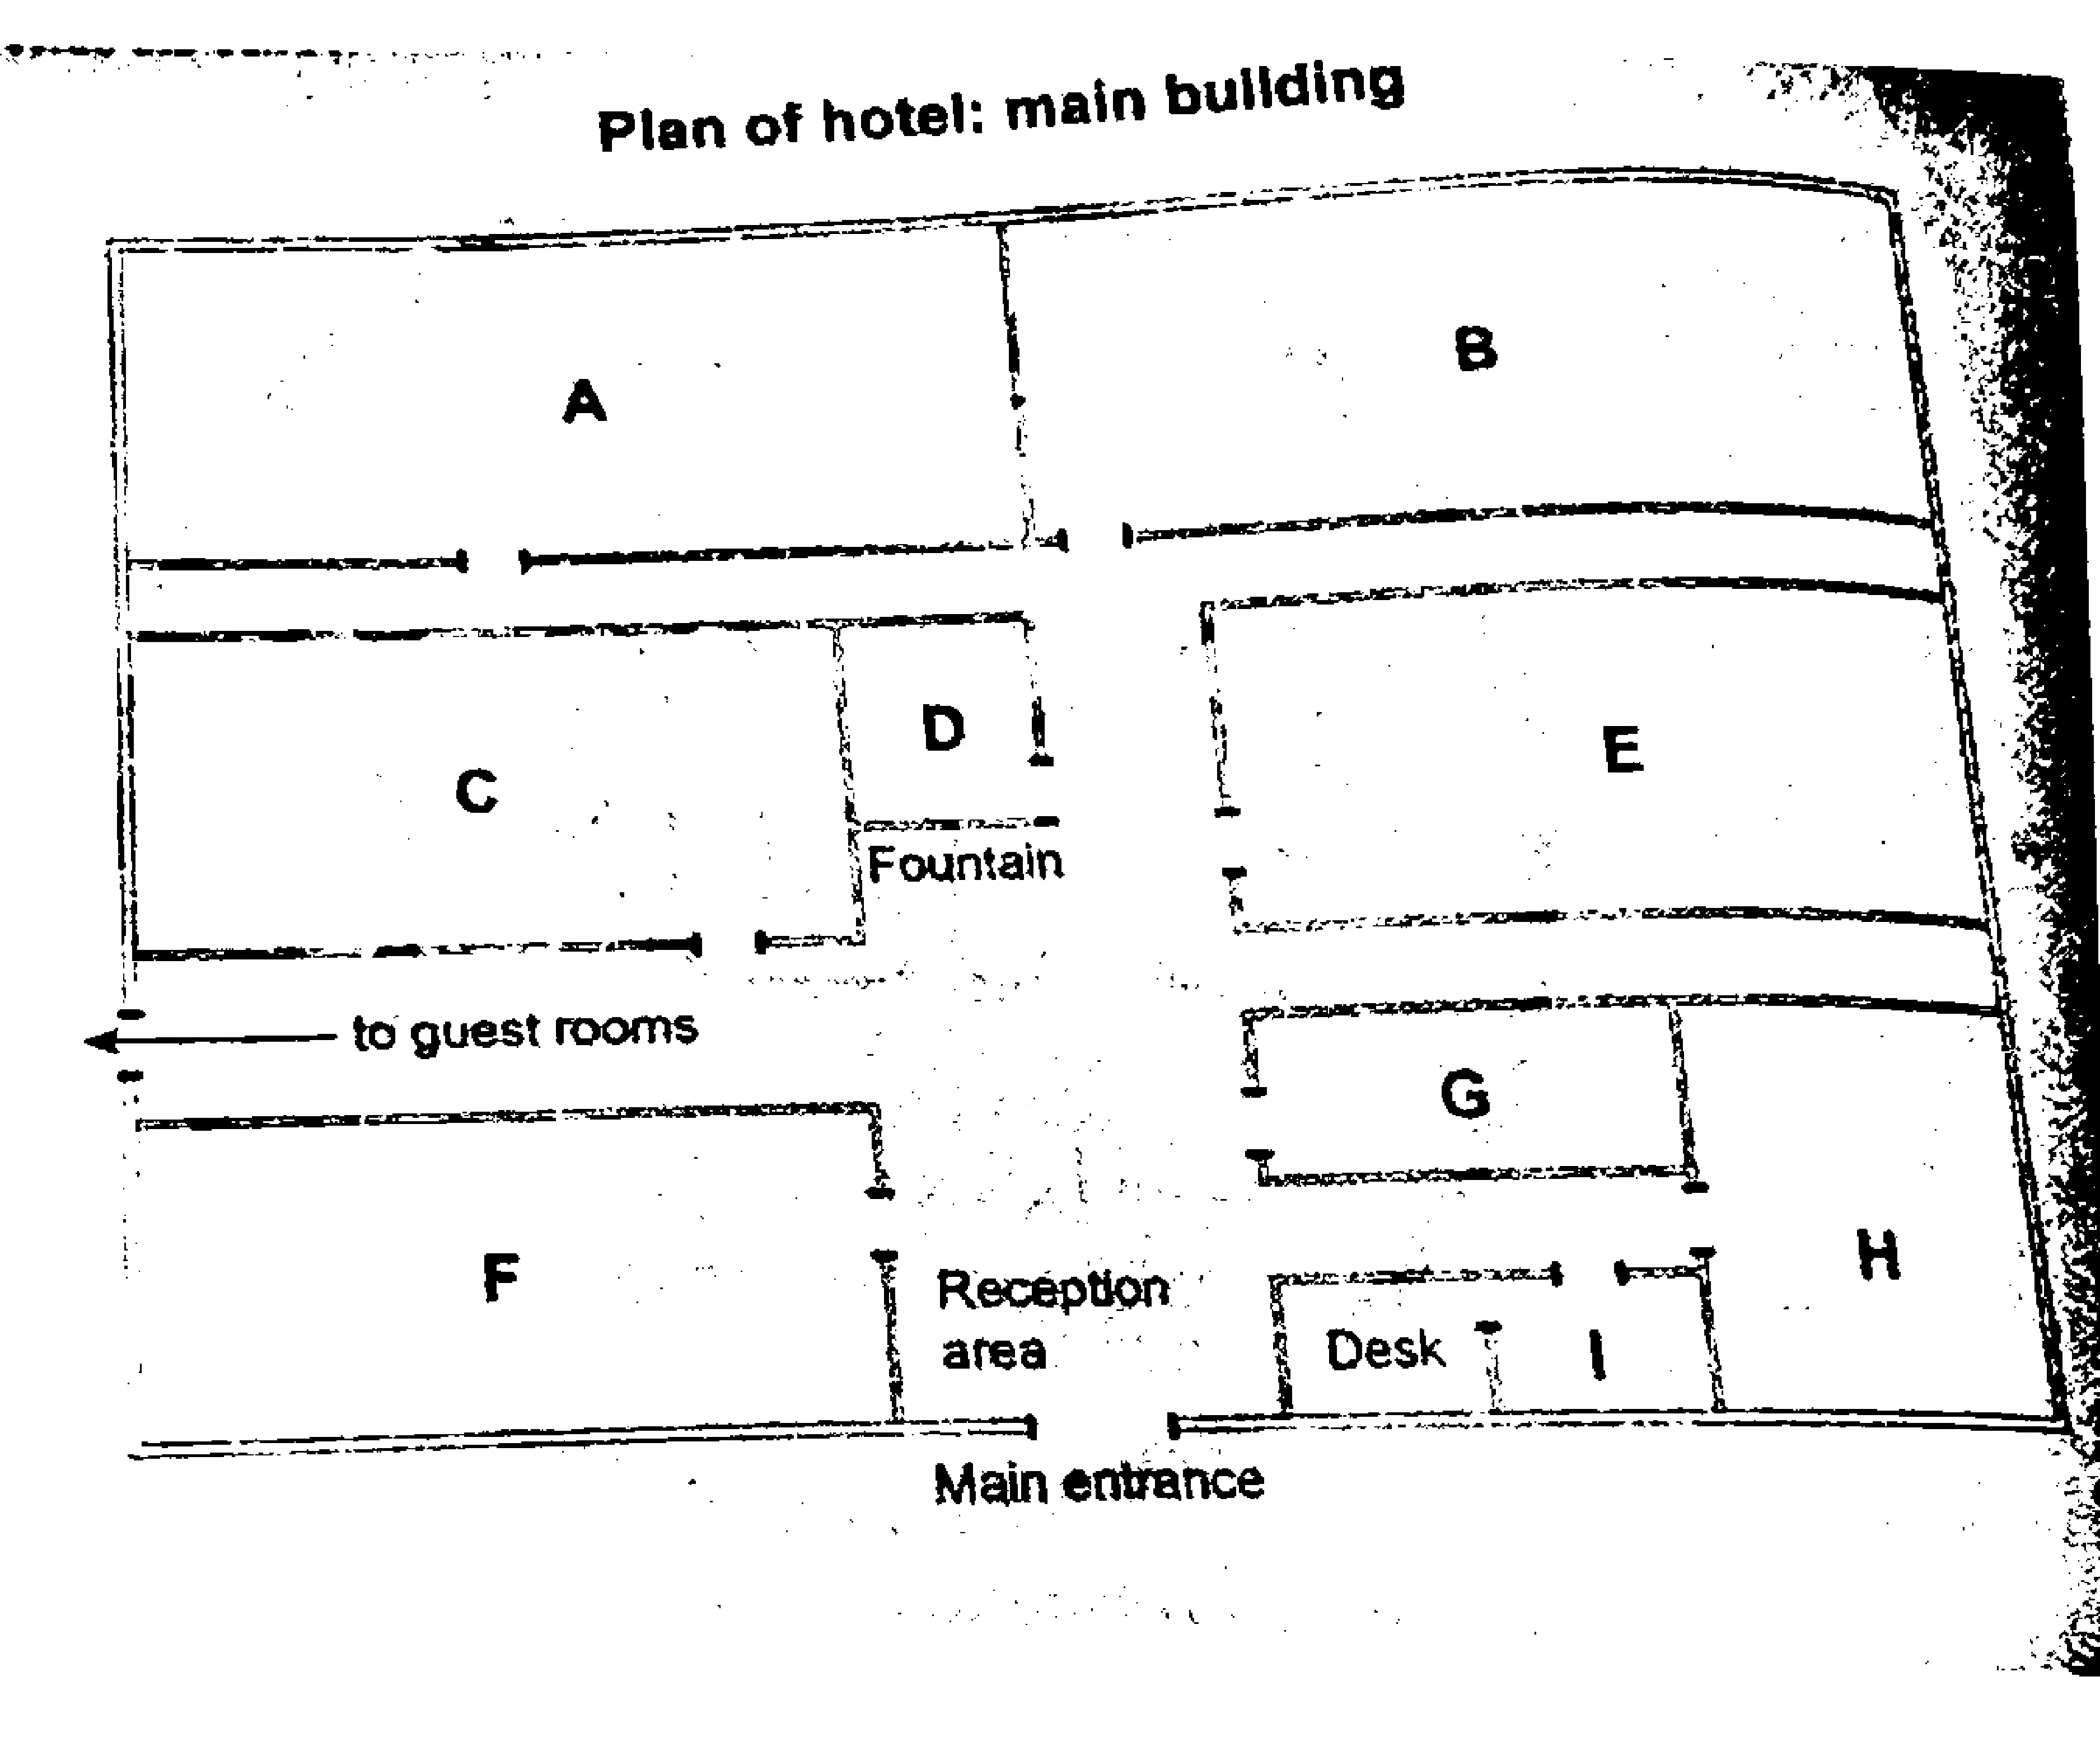 Plan of hotel: main building
A
B
C
D
E
Fountain
to guest rooms
G
F
H
Reception
area
Desk
I
Main entrance